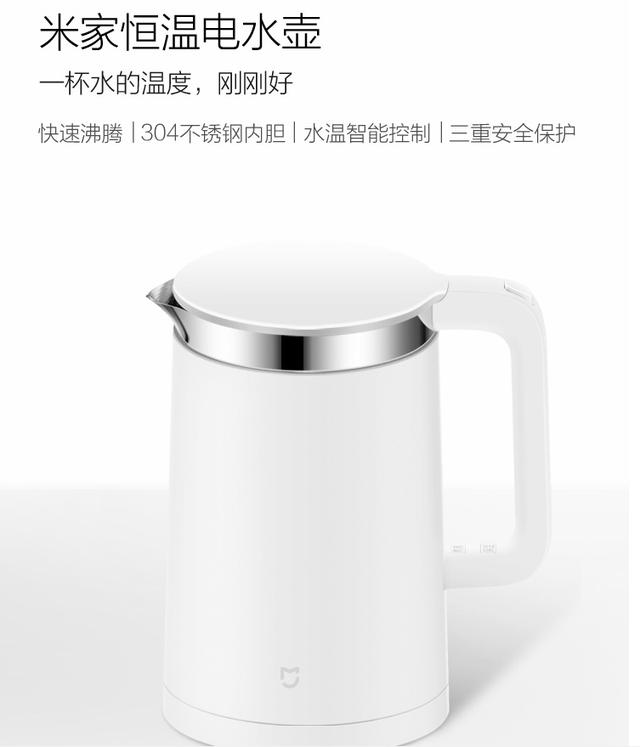 米家恒温电水壶
一杯水的温度，刚刚好
快速沸腾 | 304不锈钢内胆 | 水温智能控制 | 三重安全保护